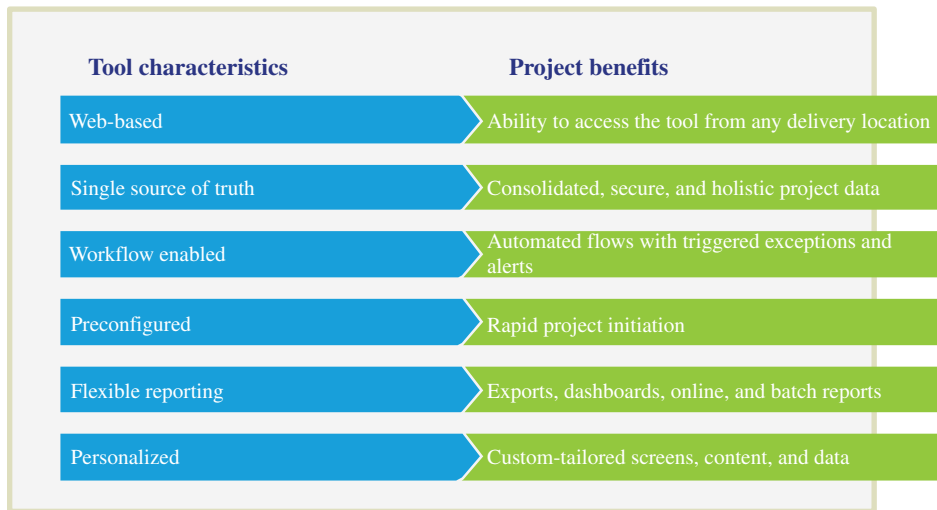 Tool characteristics
Project benefits
Web-based
Ability to access the tool from any delivery location
Single source of truth
Consolidated, secure, and holistic project data
Workflow enabled
Automated flows with triggered exceptions and
alerts
Preconfigured
Rapid project initiation
Flexible reporting
Exports, dashboards, online, and batch reports
Personalized
Custom-tailored screens, content, and data